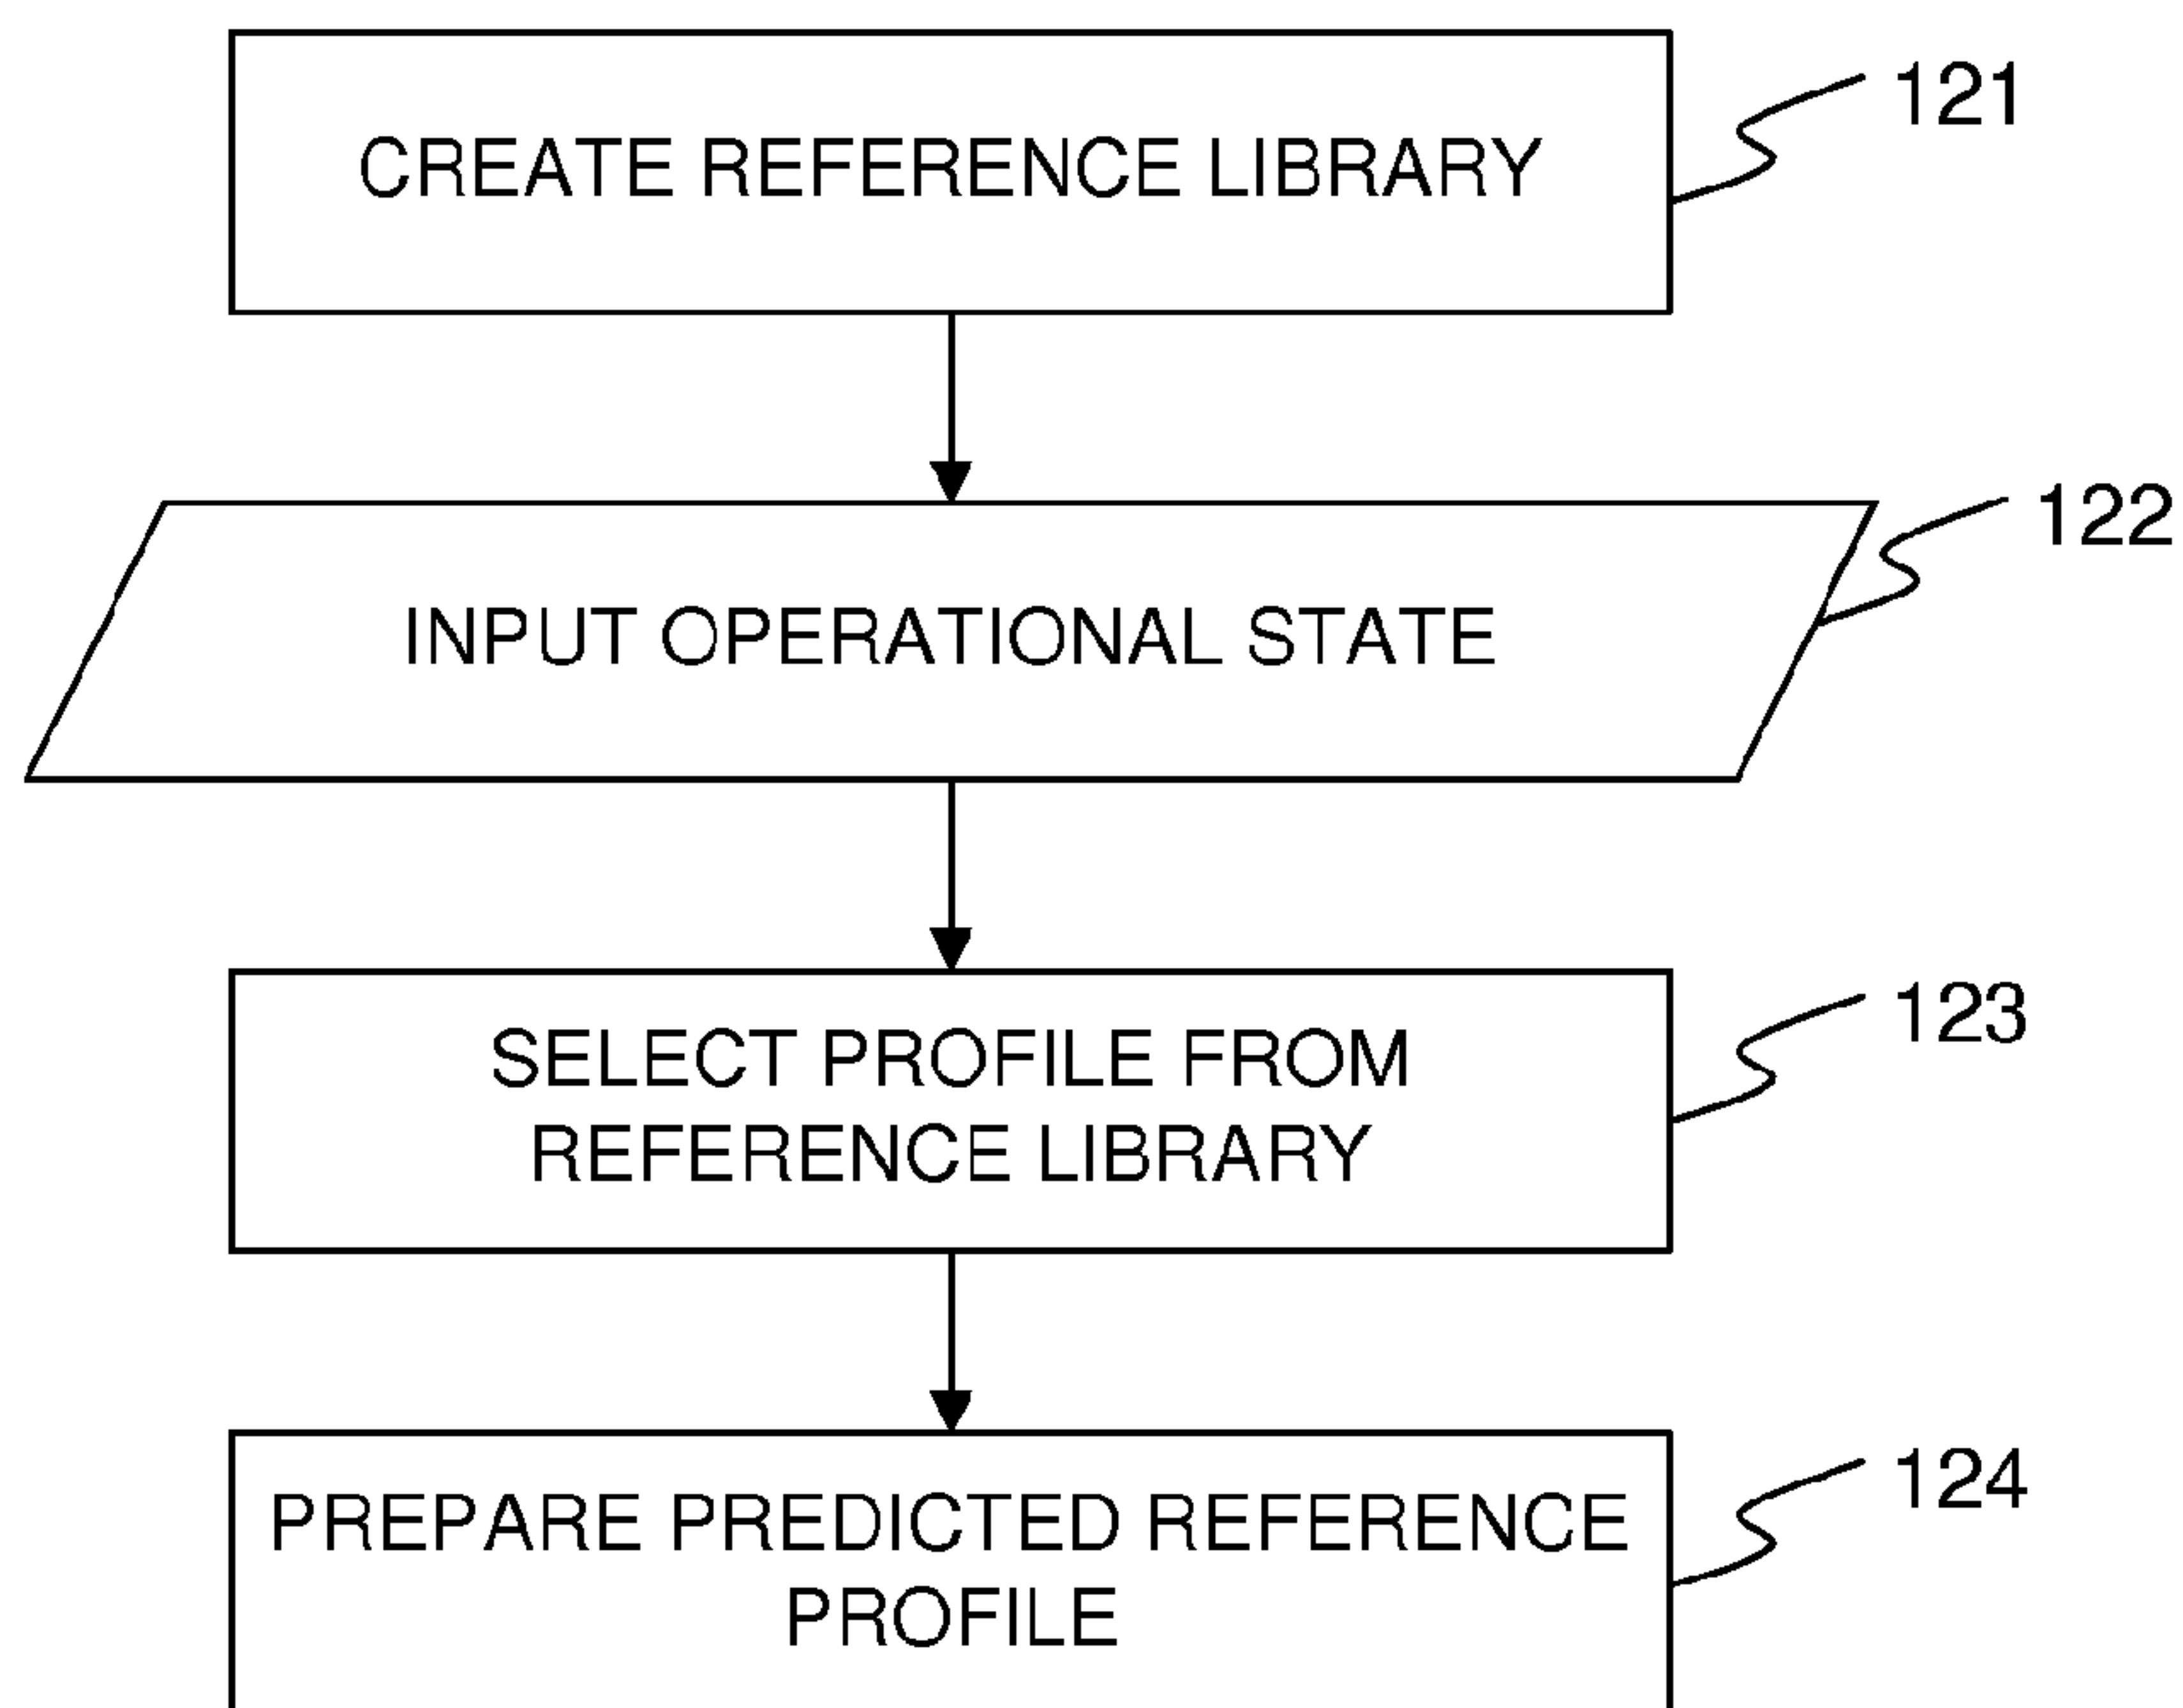 CREATE REFERENCE LIBRARY
121
INPUT OPERATIONAL STATE
122
SELECT PROFILE FROM
REFERENCE LIBRARY
123
PREPARE PREDICTED REFERENCE
PROFILE
124